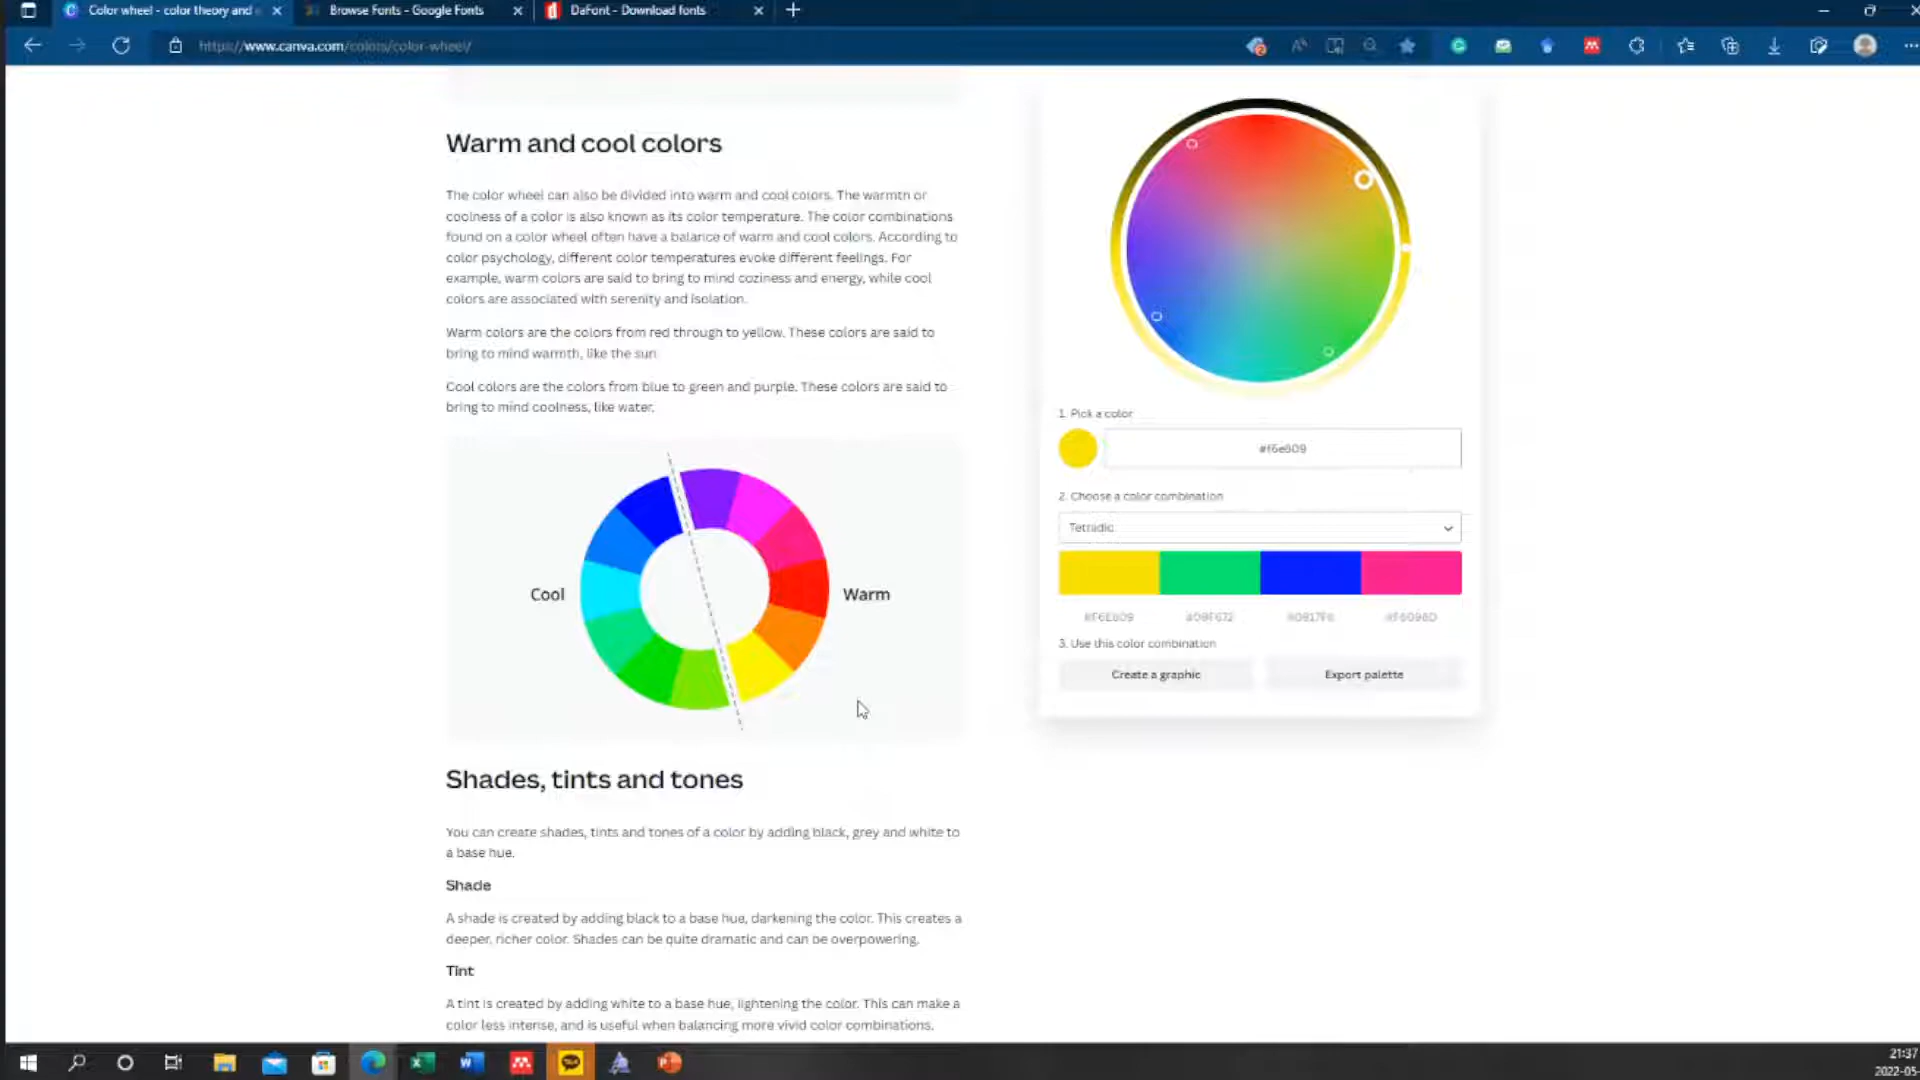 Color wheel - color theory and
Browse Fonts - Google Fonts
DaFont - Download fonts
https://www.canva.com/colors/color-wheel/
Warm and cool colors
The color wheel can also be divided into warm and cool colors. The warmth or
coolness of a color is also known as its color temperature. The color combinations
found on a color wheel often have a balance of warm and cool colors. According to
color psychology, different color temperatures evoke different feelings. For
example, warm colors are said to bring to mind coziness and energy, while cool
colors are associated with serenity and isolation.
Warm colors are the colors from red through to yellow. These colors are said to
bring to mind warmth, like the sun.
Cool colors are the colors from blue to green and purple. These colors are said to
bring to mind coolness, like water.
Cool
Warm
Shades, tints and tones
You can create shades, tints and tones of a color by adding black, grey and white to
a base hue.
Shade
A shade is created by adding black to a base hue, darkening the color. This creates a
deeper, richer color. Shades can be quite dramatic and can be overpowering.
Tint
A tint is created by adding white to a base hue, lightening the color. This can make a
color less intense, and is useful when balancing more vivid color combinations.
1. Pick a color
2. Choose a color combination
Tetradic
3. Use this color combination
Create a graphic
Export palette
21:37
2022-05-